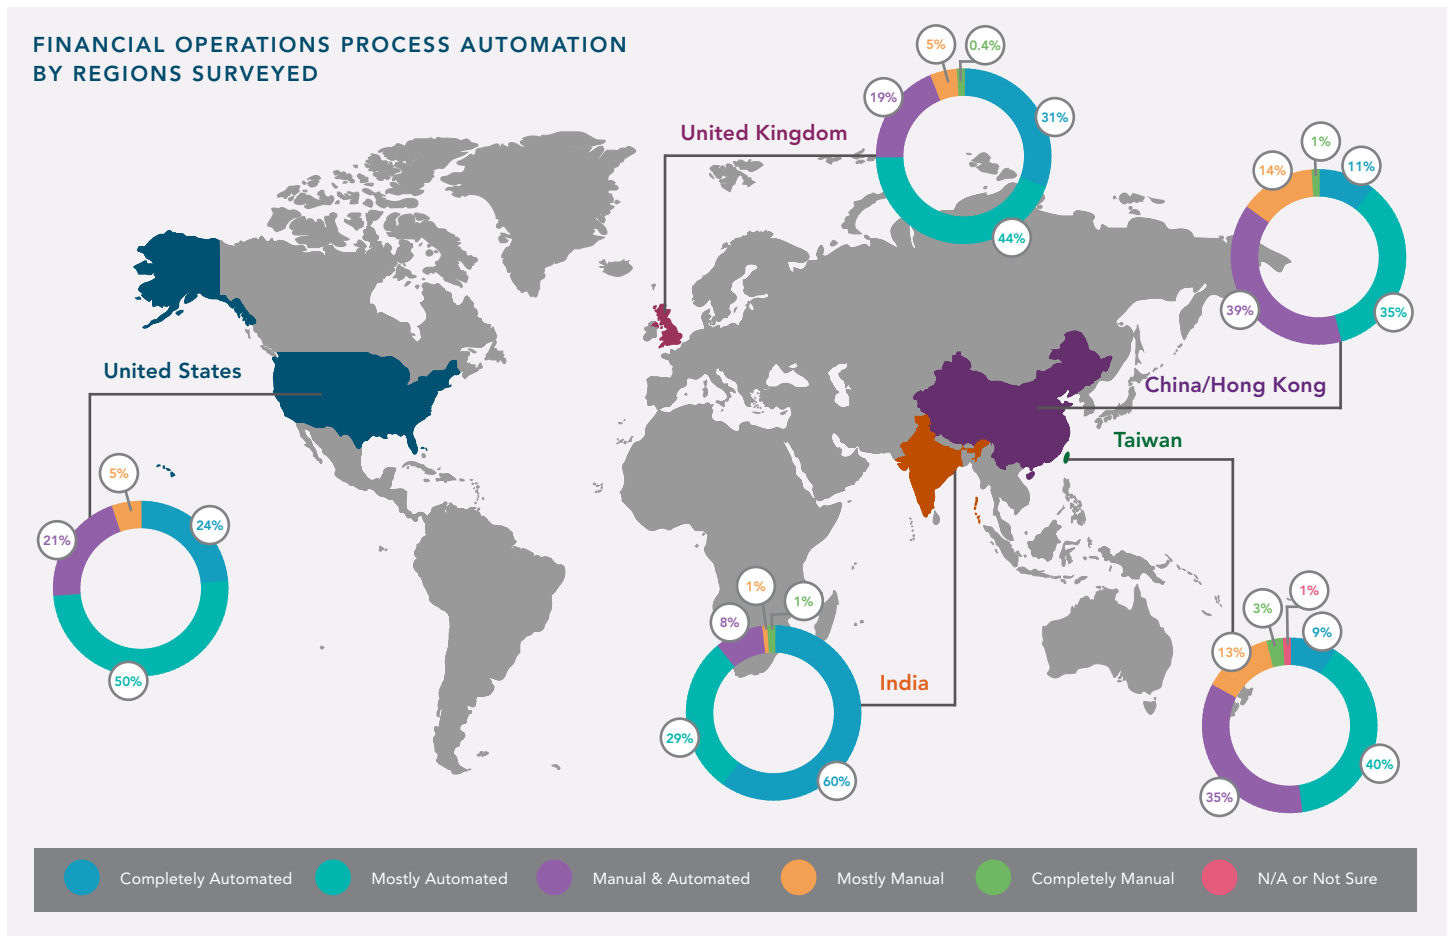 FINANCIAL OPERATIONS PROCESS AUTOMATION
BY REGIONS SURVEYED
United Kingdom
5%
0.4%
19%
31%
44%
1%
14%
11%
39%
35%
China/Hong Kong
United States
5%
21%
24%
50%
Taiwan
1%
3%
9%
13%
40%
35%
India
1%
1%
8%
29%
60%
Completely Automated
Mostly Automated
Manual & Automated
Mostly Manual
Completely Manual
N/A or Not Sure